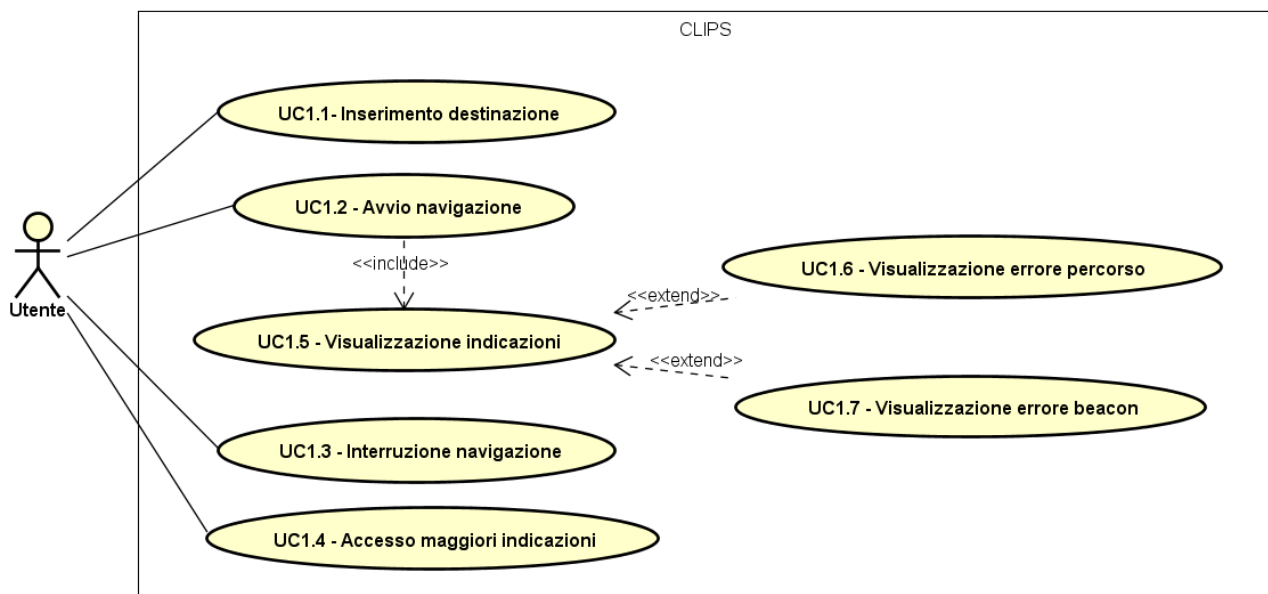 CLIPS
UC1.1- Inserimento destinazione
UC1.2 - Avvio navigazione
<<include>>
UC1.6 - Visualizzazione errore percorso
<<extend>>
Utente
UC1.5 - Visualizzazione indicazioni
<<extend>>
UC1.7 - Visualizzazione errore beacon
UC1.3 - Interruzione navigazione
UC1.4 - Accesso maggiori indicazioni